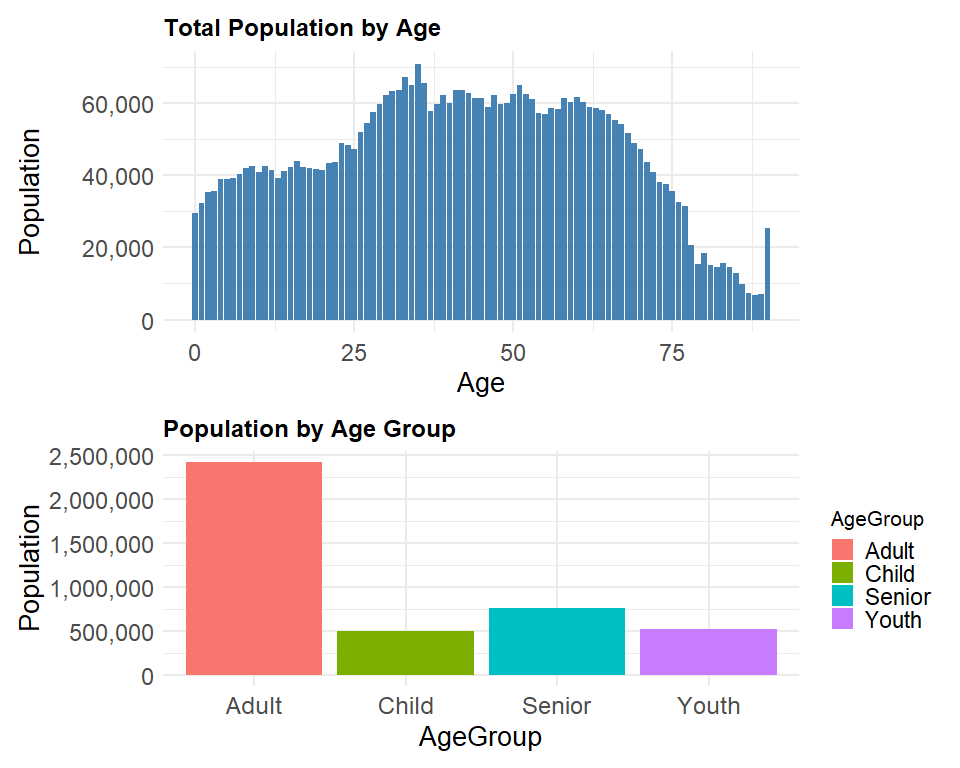 Total Population by Age
Population
60,000
40,000
20,000
0
0 25 50 75
Age
Population by Age Group
Population
2,500,000
2,000,000
1,500,000
1,000,000
500,000
0
Adult Child Senior Youth
AgeGroup
AgeGroup
Adult
Child
Senior
Youth